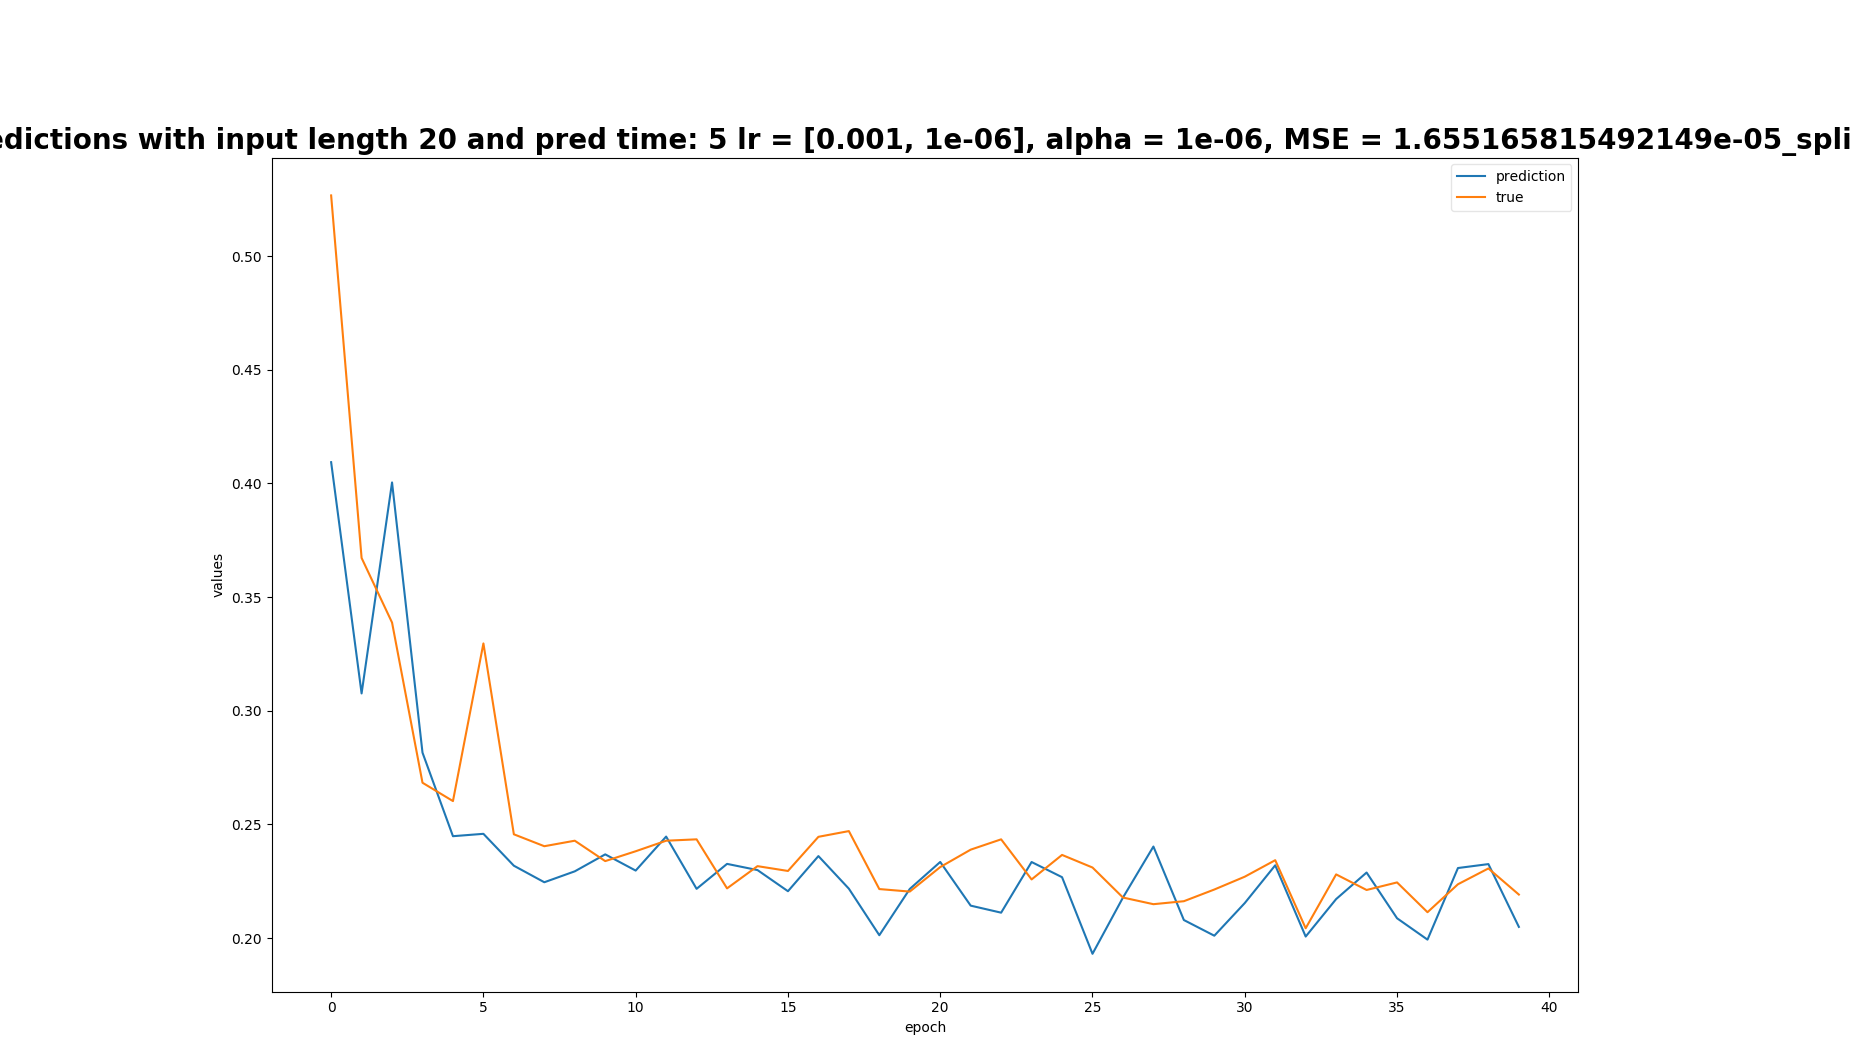 edictions with input length 20 and pred time: 5 lr = [0.001, 1e-06], alpha = 1e-06, MSE = 1.655165815492149e-05_spli
prediction
true
0.50
0.45
0.40
0.35
0.30
0.25
0.20
values
0 5 10 15 20 25 30 35 40
epoch